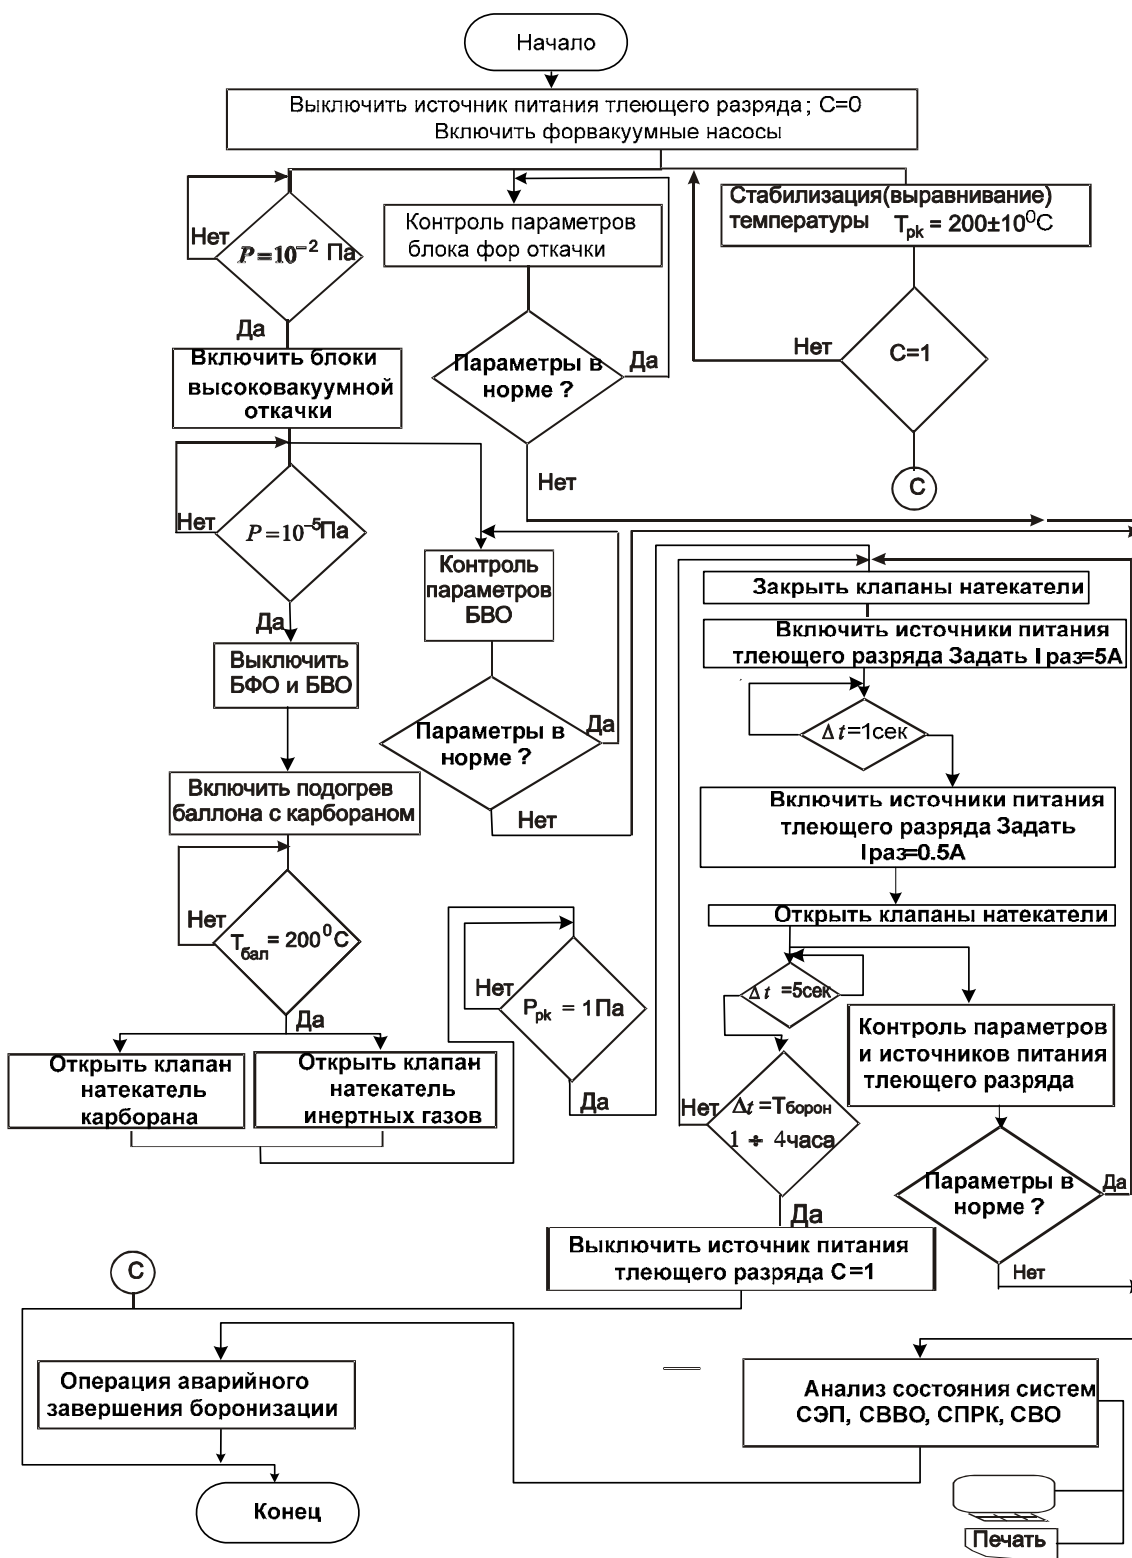 Начало
Выключить источник питания тлеющего разряда; С=0
Включить форвакуумные насосы
Нет
P=10⁻² Па
Да
Контроль параметров
блока фор откачки
Параметры в
норме ?
Да
Нет
Стабилизация(выравнивание)
температуры Tpk = 200±10⁰C
C=1
Нет
С
Включить блоки
высоковакуумной
откачки
Нет
P=10⁻⁵Па
Да
Контроль
параметров
БВО
Параметры в
норме ?
Да
Нет
Выключить
БФО и БВО
Включить подогрев
баллона с карбораном
Нет
Tбал = 200⁰C
Да
Открыть клапан
натекатель
карборана
Открыть клапан
натекатель
инертных газов
Нет
Ppk = 1Па
Да
Закрыть клапаны натекатели
Включить источники питания
тлеющего разряда Задать I раз=5А
Δt=1сек
Включить источники питания
тлеющего разряда Задать
Iраз=0.5А
Открыть клапаны натекатели
Δt =5сек
Контроль параметров
и источников питания
тлеющего разряда
Нет
Δt =Tборон
1 ÷ 4часа
Да
Параметры в
норме ?
Да
Нет
Выключить источник питания
тлеющего разряда С=1
С
Операция аварийного
завершения боронизации
Анализ состояния систем
СЭП, СВВО, СПРК, СВО
Конец
Печать